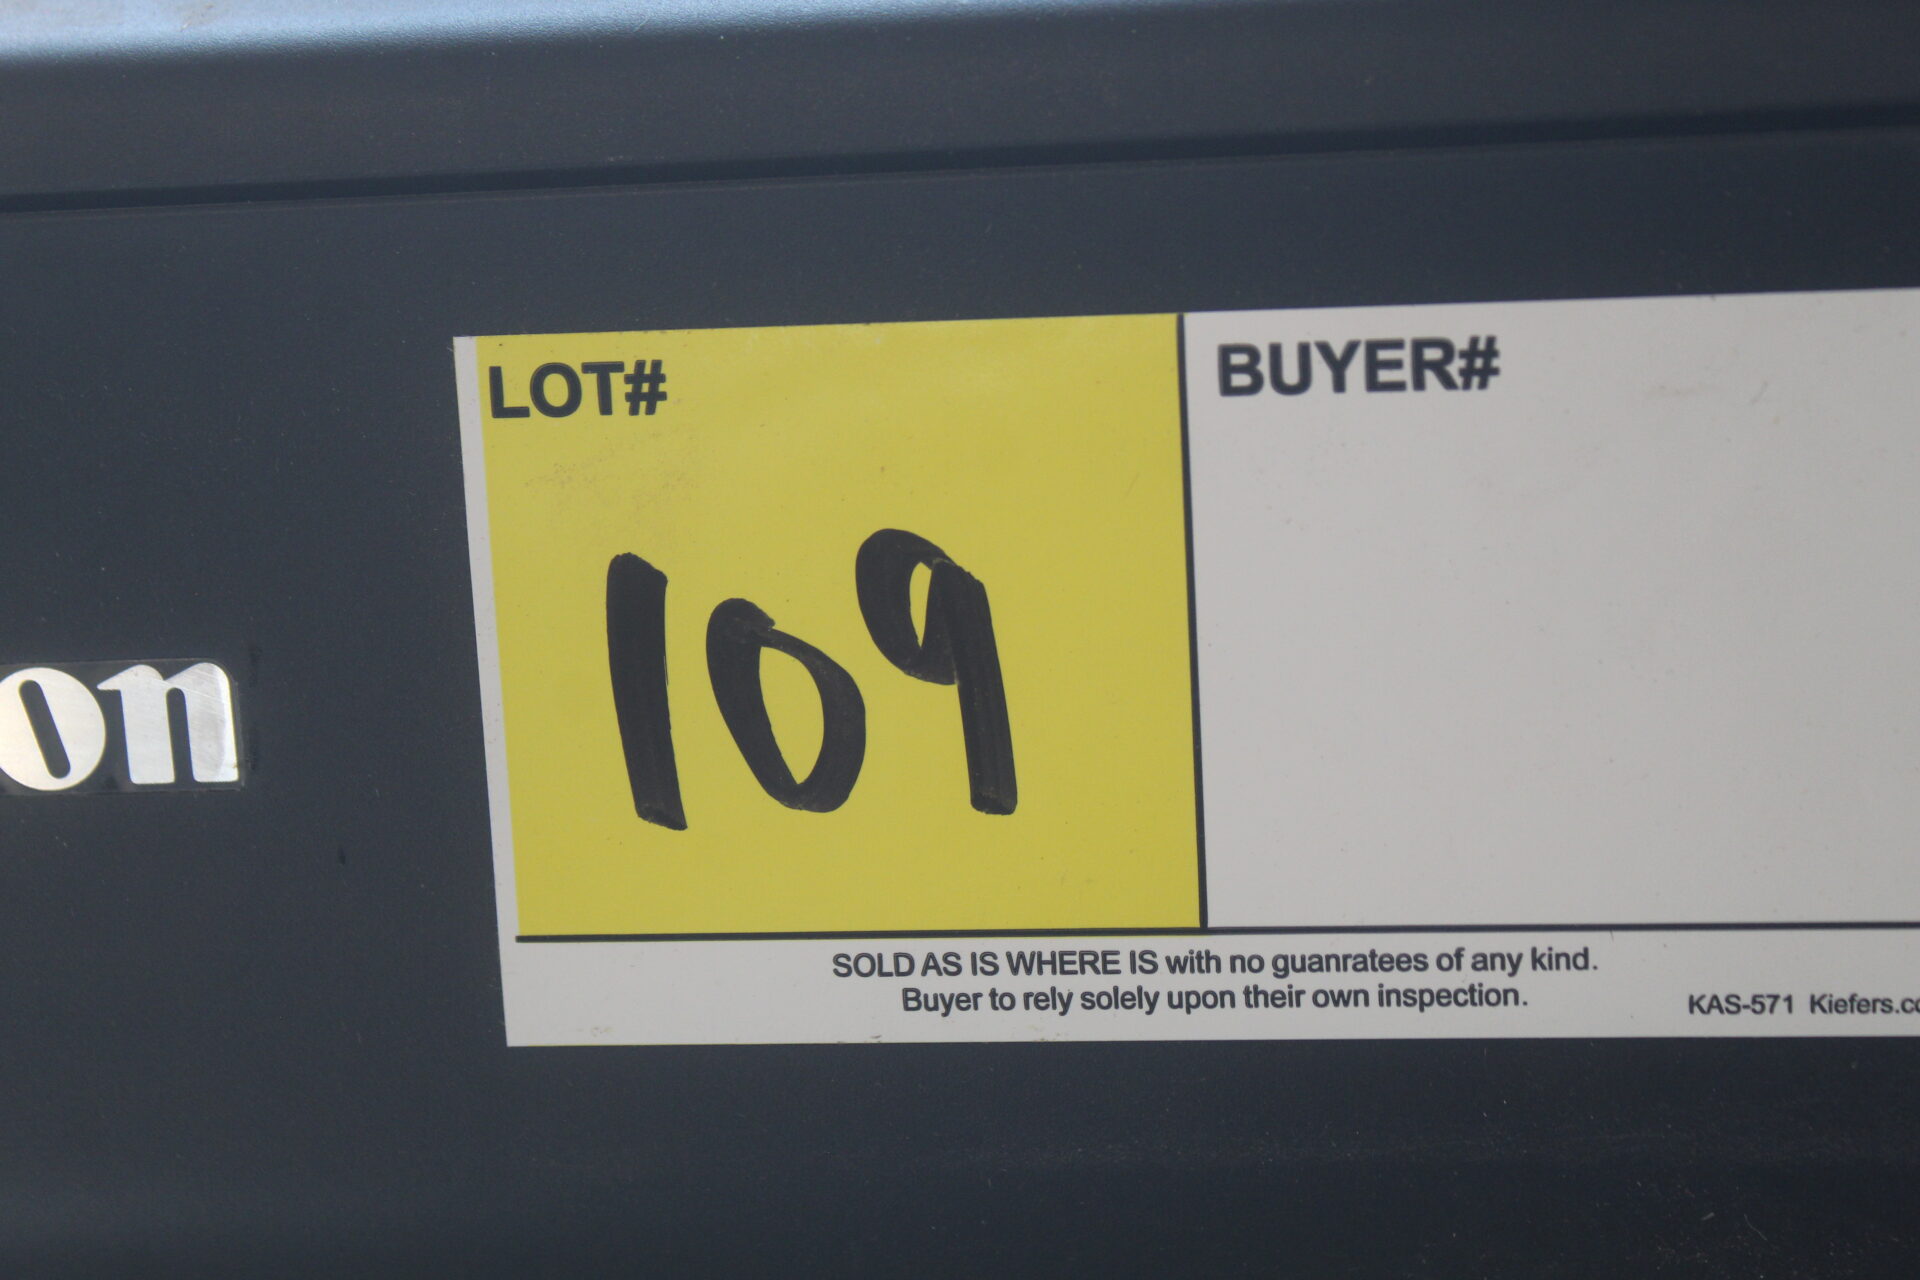 LOT# BUYER#
109
on
SOLD AS IS WHERE IS with no guanratees of any kind.
Buyer to rely solely upon their own inspection.
KAS-571 Kiefers.co